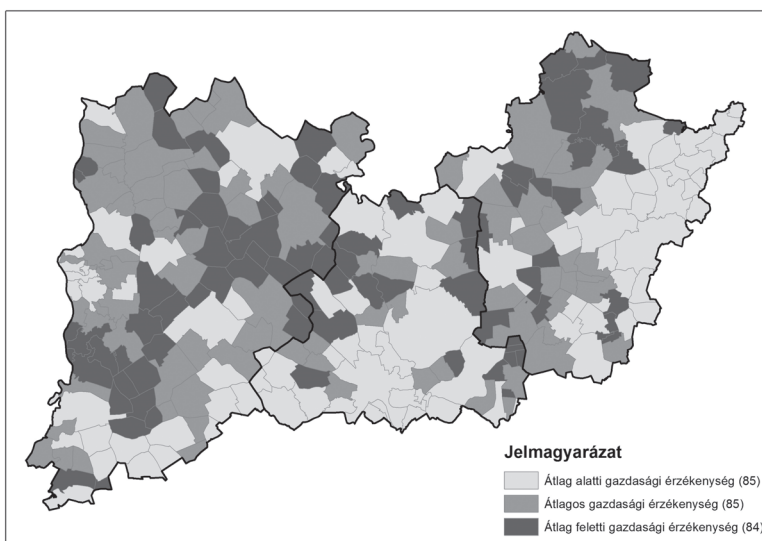 Jelmagyarázat
Átlag alatti gazdasági érzékenység (85)
Átlagos gazdasági érzékenység (85)
Átlag feletti gazdasági érzékenység (84)